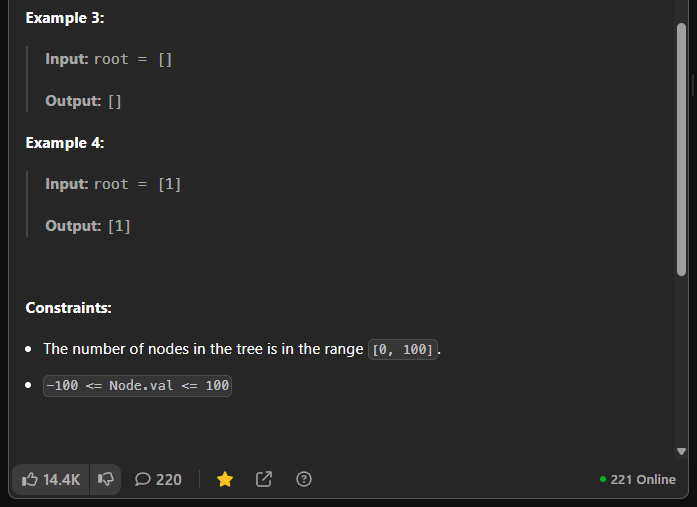 Example 3:
Input: root = []
Output: []
Example 4:
Input: root = [1]
Output: [1]
Constraints:
• The number of nodes in the tree is in the range [0, 100].
• -100 <= Node.val <= 100
14.4K 220 221 Online